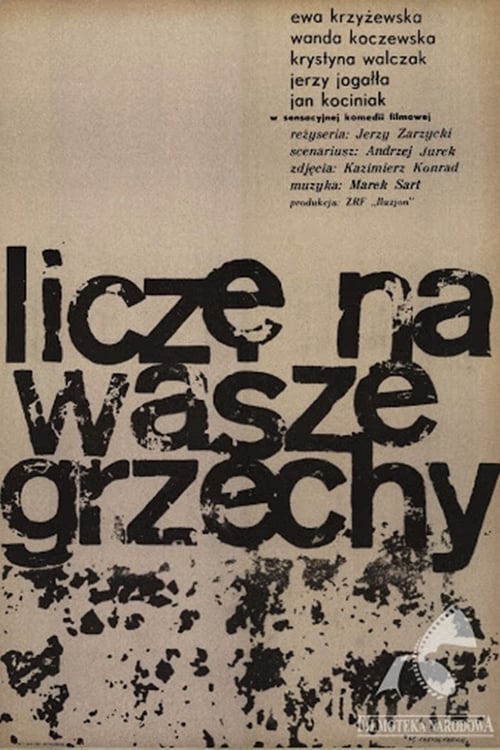 ewa krzyżewska
wanda koczewska
krystyna walczak
jerzy jogałła
jan kociniak
w sensacyjnej komedii filmowej
reżyseria: Jerzy Zarzycki
scenariusz: Andrzej Jurek
zdjęcia: Kazimierz Konrad
muzyka: Marek Sart
produkcja: ZRF „Iluzjon"
liczę na
wasze
grzechy
FILMOTEKA NARODOWA